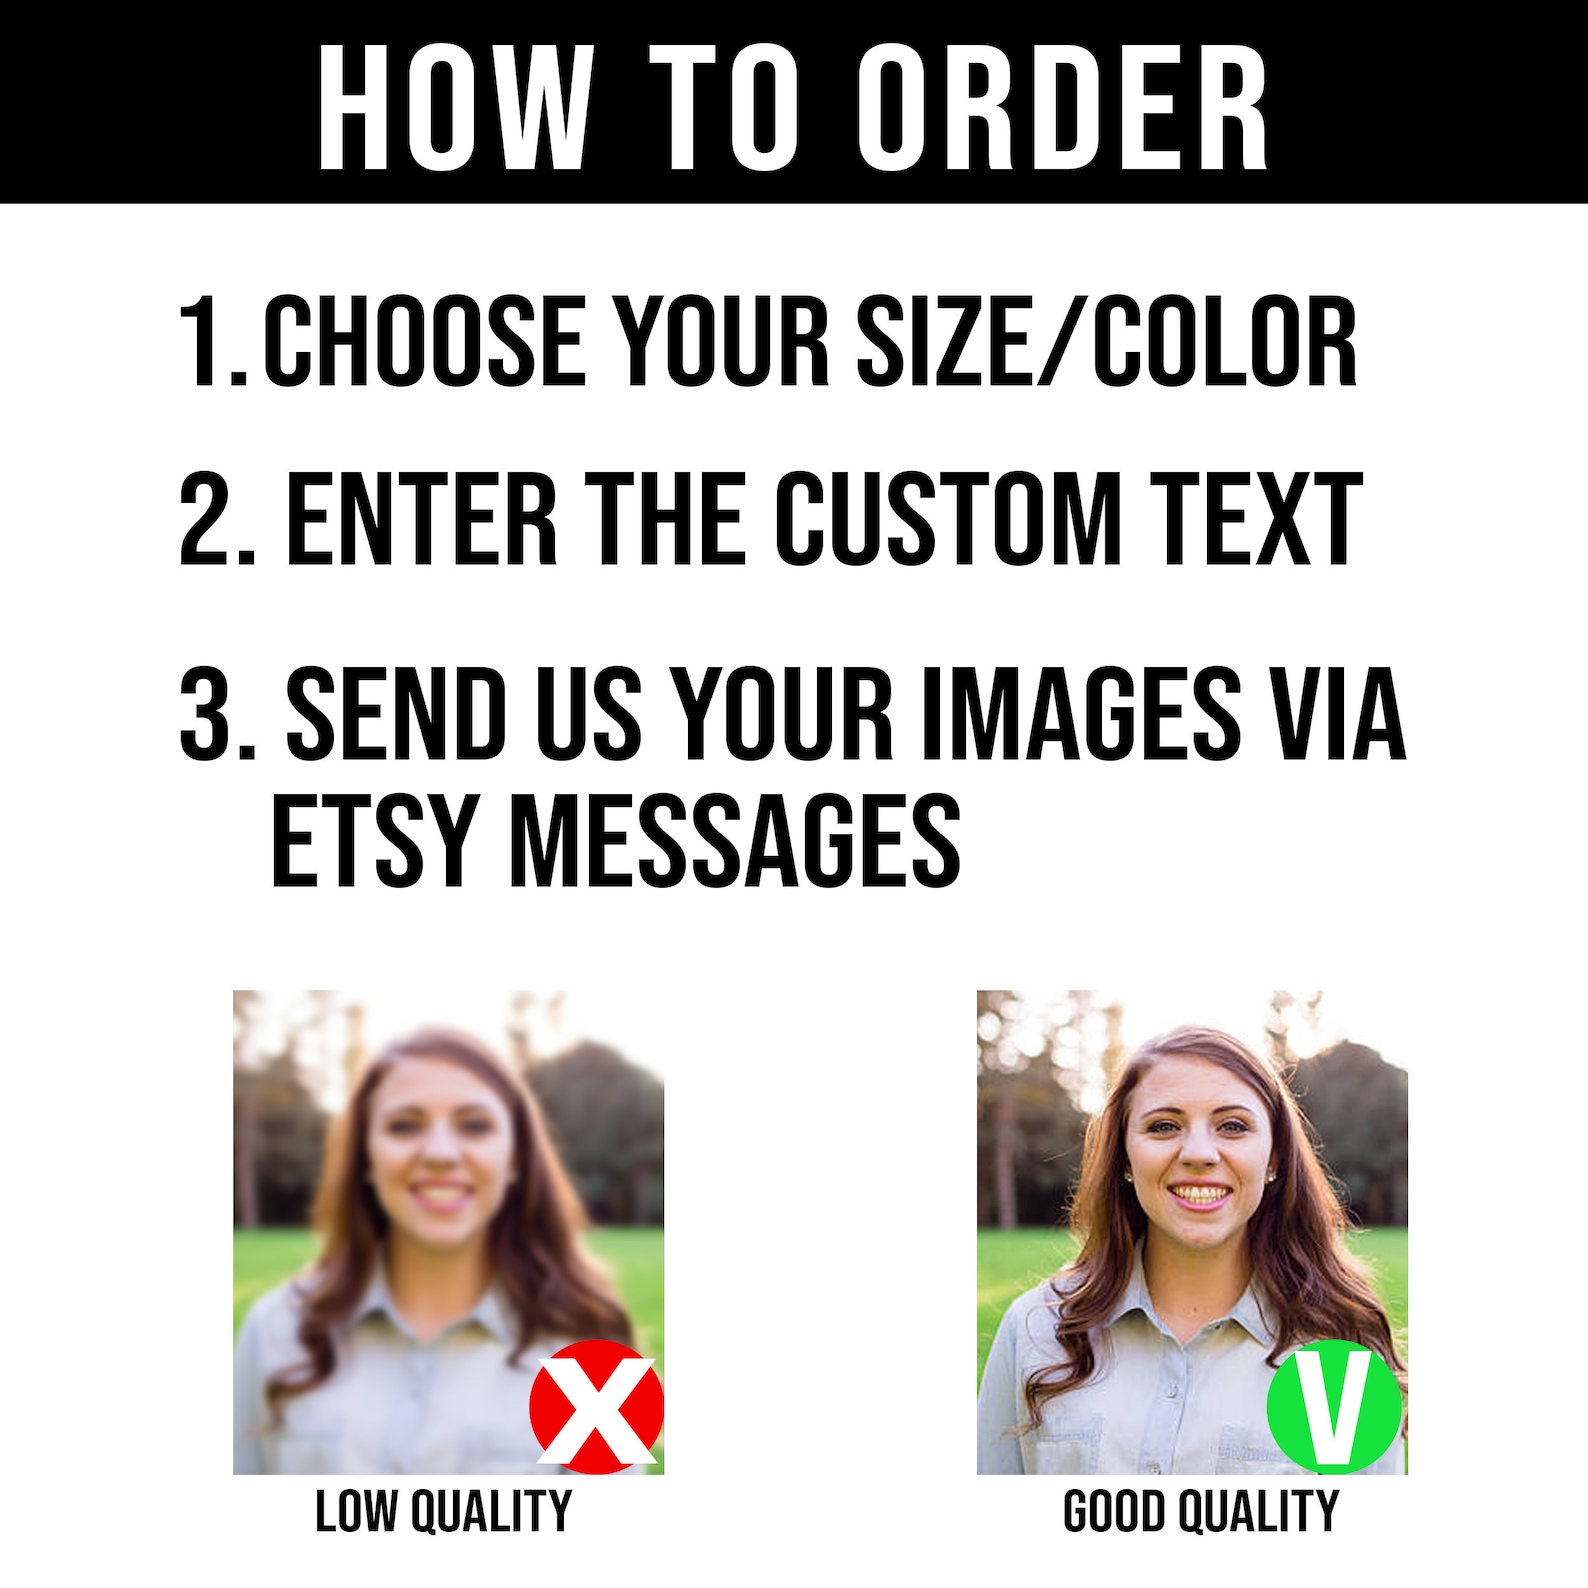 HOW TO ORDER
1. CHOOSE YOUR SIZE/COLOR
2. ENTER THE CUSTOM TEXT
3. SEND US YOUR IMAGES VIA
ETSY MESSAGES
X
V
LOW QUALITY
GOOD QUALITY